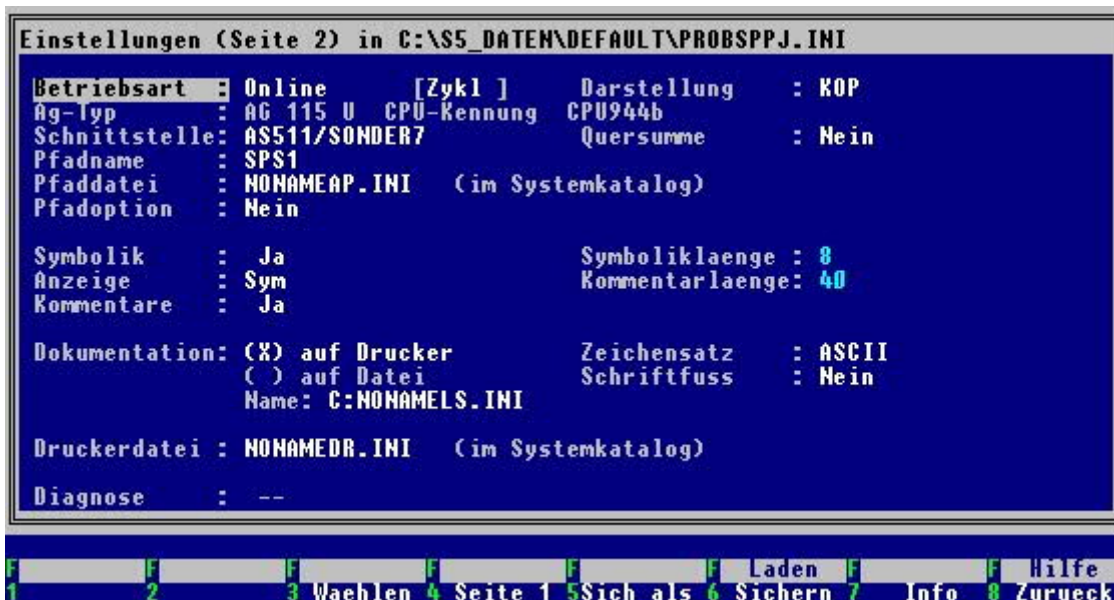 Einstellungen (Seite 2) in C:\S5_DATEN\DEFAULT\PROBSPPJ.INI
Betriebsart : Online [Zykl ] Darstellung : KOP
Ag-Typ : AG 115 U CPU-Kennung CPU944b
Schnittstelle: AS511/SONDER7 Quersumme : Nein
Pfadname : SPS1
Pfaddatei : NONAMEAP.INI (im Systemkatalog)
Pfadoption : Nein
Symbolik : Ja Symboliklaenge : 8
Anzeige : Sym Kommentarlaenge: 40
Kommentare : Ja
Dokumentation: (X) auf Drucker Zeichensatz : ASCII
( ) auf Datei Schriftfuss : Nein
Name: C:NONAMELS.INI
Druckerdatei : NONAMEDR.INI (im Systemkatalog)
Diagnose : --
F F F F F F Laden F F Hilfe
1 2 3 Waehlen 4 Seite 1 5Sich als 6 Sichern 7 Info 8 Zurueck